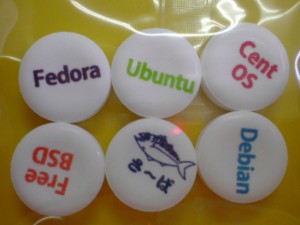 Fedora
Ubuntu
Cent
OS
Free
BSD
さ〜ば
Debian